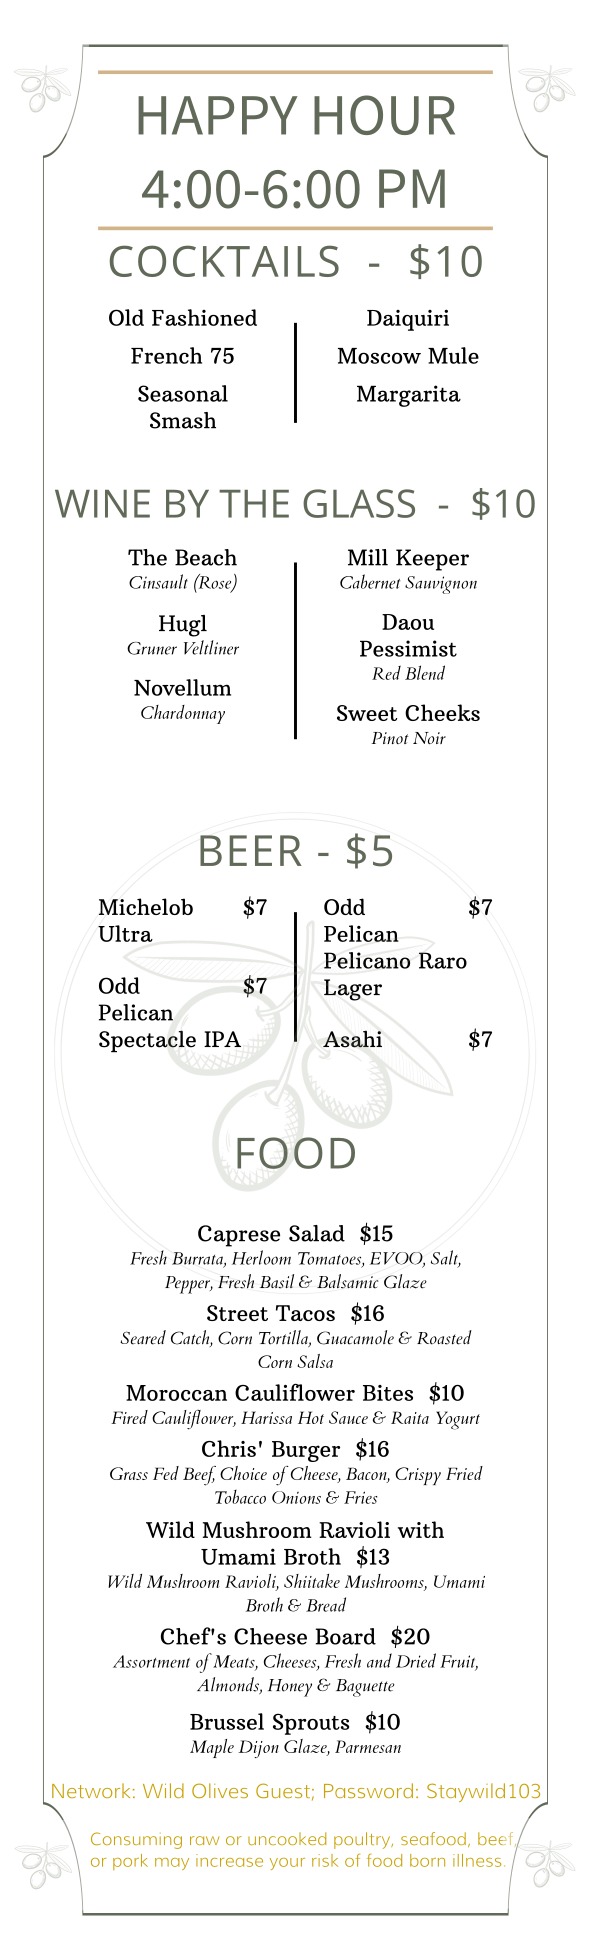 HAPPY HOUR
4:00-6:00 PM
COCKTAILS - $10
Old Fashioned
French 75
Seasonal
Smash
Daiquiri
Moscow Mule
Margarita
WINE BY THE GLASS - $10
The Beach
Cinsault (Rose)
Hugl
Gruner Veltliner
Novellum
Chardonnay
Mill Keeper
Cabernet Sauvignon
Daou
Pessimist
Red Blend
Sweet Cheeks
Pinot Noir
BEER - $5
Michelob $7
Ultra
Odd $7
Pelican
Spectacle IPA
Odd $7
Pelican
Pelicano Raro
Lager
Asahi $7
FOOD
Caprese Salad $15
Fresh Burrata, Herloom Tomatoes, EVOO, Salt,
Pepper, Fresh Basil & Balsamic Glaze
Street Tacos $16
Seared Catch, Corn Tortilla, Guacamole & Roasted
Corn Salsa
Moroccan Cauliflower Bites $10
Fired Cauliflower, Harissa Hot Sauce & Raita Yogurt
Chris' Burger $16
Grass Fed Beef, Choice of Cheese, Bacon, Crispy Fried
Tobacco Onions & Fries
Wild Mushroom Ravioli with
Umami Broth $13
Wild Mushroom Ravioli, Shiitake Mushrooms, Umami
Broth & Bread
Chef's Cheese Board $20
Assortment of Meats, Cheeses, Fresh and Dried Fruit,
Almonds, Honey & Baguette
Brussel Sprouts $10
Maple Dijon Glaze, Parmesan
Network: Wild Olives Guest; Password: Staywild103
Consuming raw or uncooked poultry, seafood, beef,
or pork may increase your risk of food born illness.